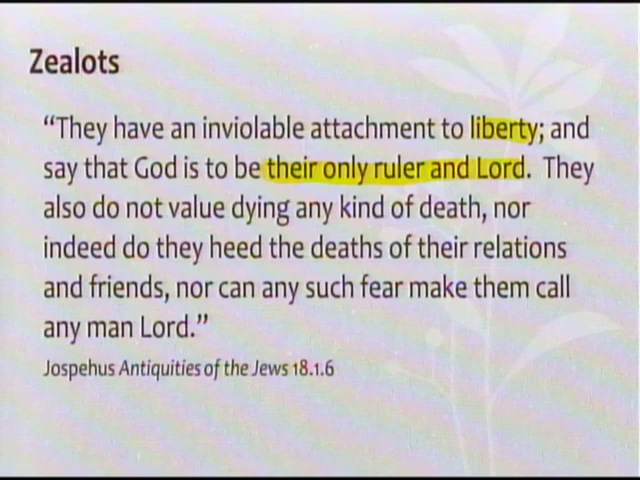 Zealots
“They have an inviolable attachment to liberty; and
say that God is to be their only ruler and Lord. They
also do not value dying any kind of death, nor
indeed do they heed the deaths of their relations
and friends, nor can any such fear make them call
any man Lord.”
Jospehus Antiquities of the Jews 18.1.6